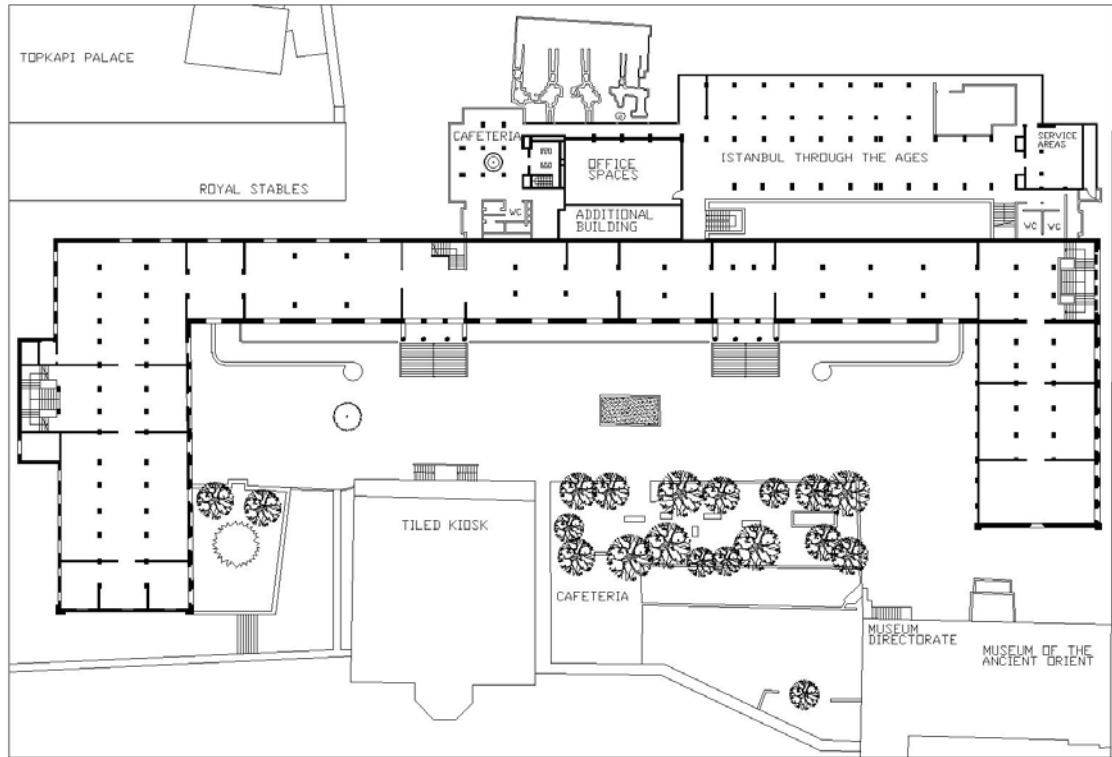 TOPKAPI PALACE
CAFETERIA
SERVICE
AREAS
OFFICE
SPACES
ISTANBUL THROUGH THE AGES
ROYAL STABLES
WC
ADDITIONAL
BUILDING
WC
WC
TILED KIOSK
CAFETERIA
MUSEUM
DIRECTORATE
MUSEUM OF THE
ANCIENT ORIENT